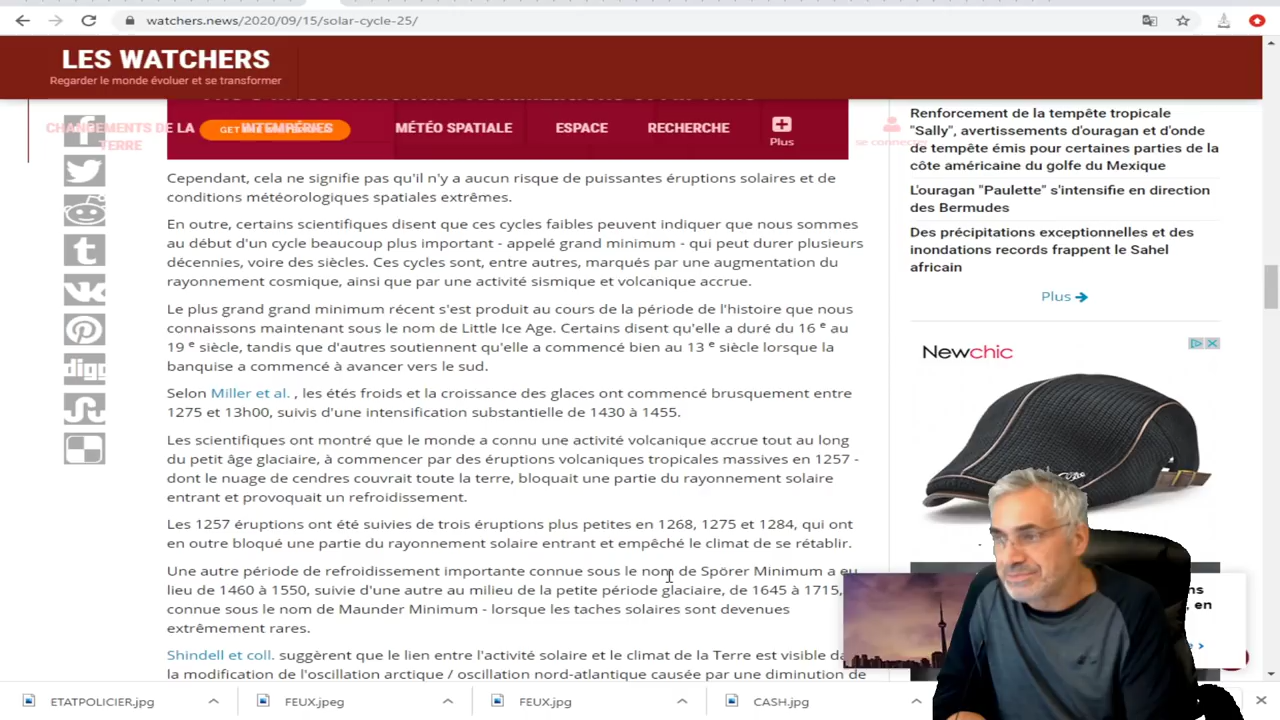 watchers.news/2020/09/15/solar-cycle-25/
LES WATCHERS
Regarder le monde évoluer et se transformer
CHANGEMENTS DE LA
TERRE
INTEMPÉRIES
MÉTÉO SPATIALE
ESPACE
RECHERCHE
Plus
se connecter
Cependant, cela ne signifie pas qu'il n'y a aucun risque de puissantes éruptions solaires et de
conditions météorologiques spatiales extrêmes.
En outre, certains scientifiques disent que ces cycles faibles peuvent indiquer que nous sommes
au début d'un cycle beaucoup plus important - appelé grand minimum - qui peut durer plusieurs
décennies, voire des siècles. Ces cycles sont, entre autres, marqués par une augmentation du
rayonnement cosmique, ainsi que par une activité sismique et volcanique accrue.
Le plus grand grand minimum récent s'est produit au cours de la période de l'histoire que nous
connaissons maintenant sous le nom de Little Ice Age. Certains disent qu'elle a duré du 16 e au
19 e siècle, tandis que d'autres soutiennent qu'elle a commencé bien au 13 e siècle lorsque la
banquise a commencé à avancer vers le sud.
Selon Miller et al. , les étés froids et la croissance des glaces ont commencé brusquement entre
1275 et 13h00, suivis d'une intensification substantielle de 1430 à 1455.
Les scientifiques ont montré que le monde a connu une activité volcanique accrue tout au long
du petit âge glaciaire, à commencer par des éruptions volcaniques tropicales massives en 1257 -
dont le nuage de cendres couvrait toute la terre, bloquait une partie du rayonnement solaire
entrant et provoquait un refroidissement.
Les 1257 éruptions ont été suivies de trois éruptions plus petites en 1268, 1275 et 1284, qui ont
en outre bloqué une partie du rayonnement solaire entrant et empêché le climat de se rétablir.
Une autre période de refroidissement importante connue sous le nom de Spörer Minimum a eu
lieu de 1460 à 1550, suivie d'une autre au milieu de la petite période glaciaire, de 1645 à 1715,
connue sous le nom de Maunder Minimum - lorsque les taches solaires sont devenues
extrêmement rares.
Shindell et coll. suggèrent que le lien entre l'activité solaire et le climat de la Terre est visible
la modification de l'oscillation arctique / oscillation nord-atlantique causée par une diminution de
Renforcement de la tempête tropicale
"Sally", avertissements d'ouragan et d'onde
de tempête émis pour certaines parties de la
côte américaine du golfe du Mexique
L'ouragan "Paulette" s'intensifie en direction
des Bermudes
Des précipitations exceptionnelles et des
inondations records frappent le Sahel
africain
Plus
Newchic
en
digg
ETATPOLICIER.jpg
FEUX.jpeg
FEUX.jpg
CASH.jpg